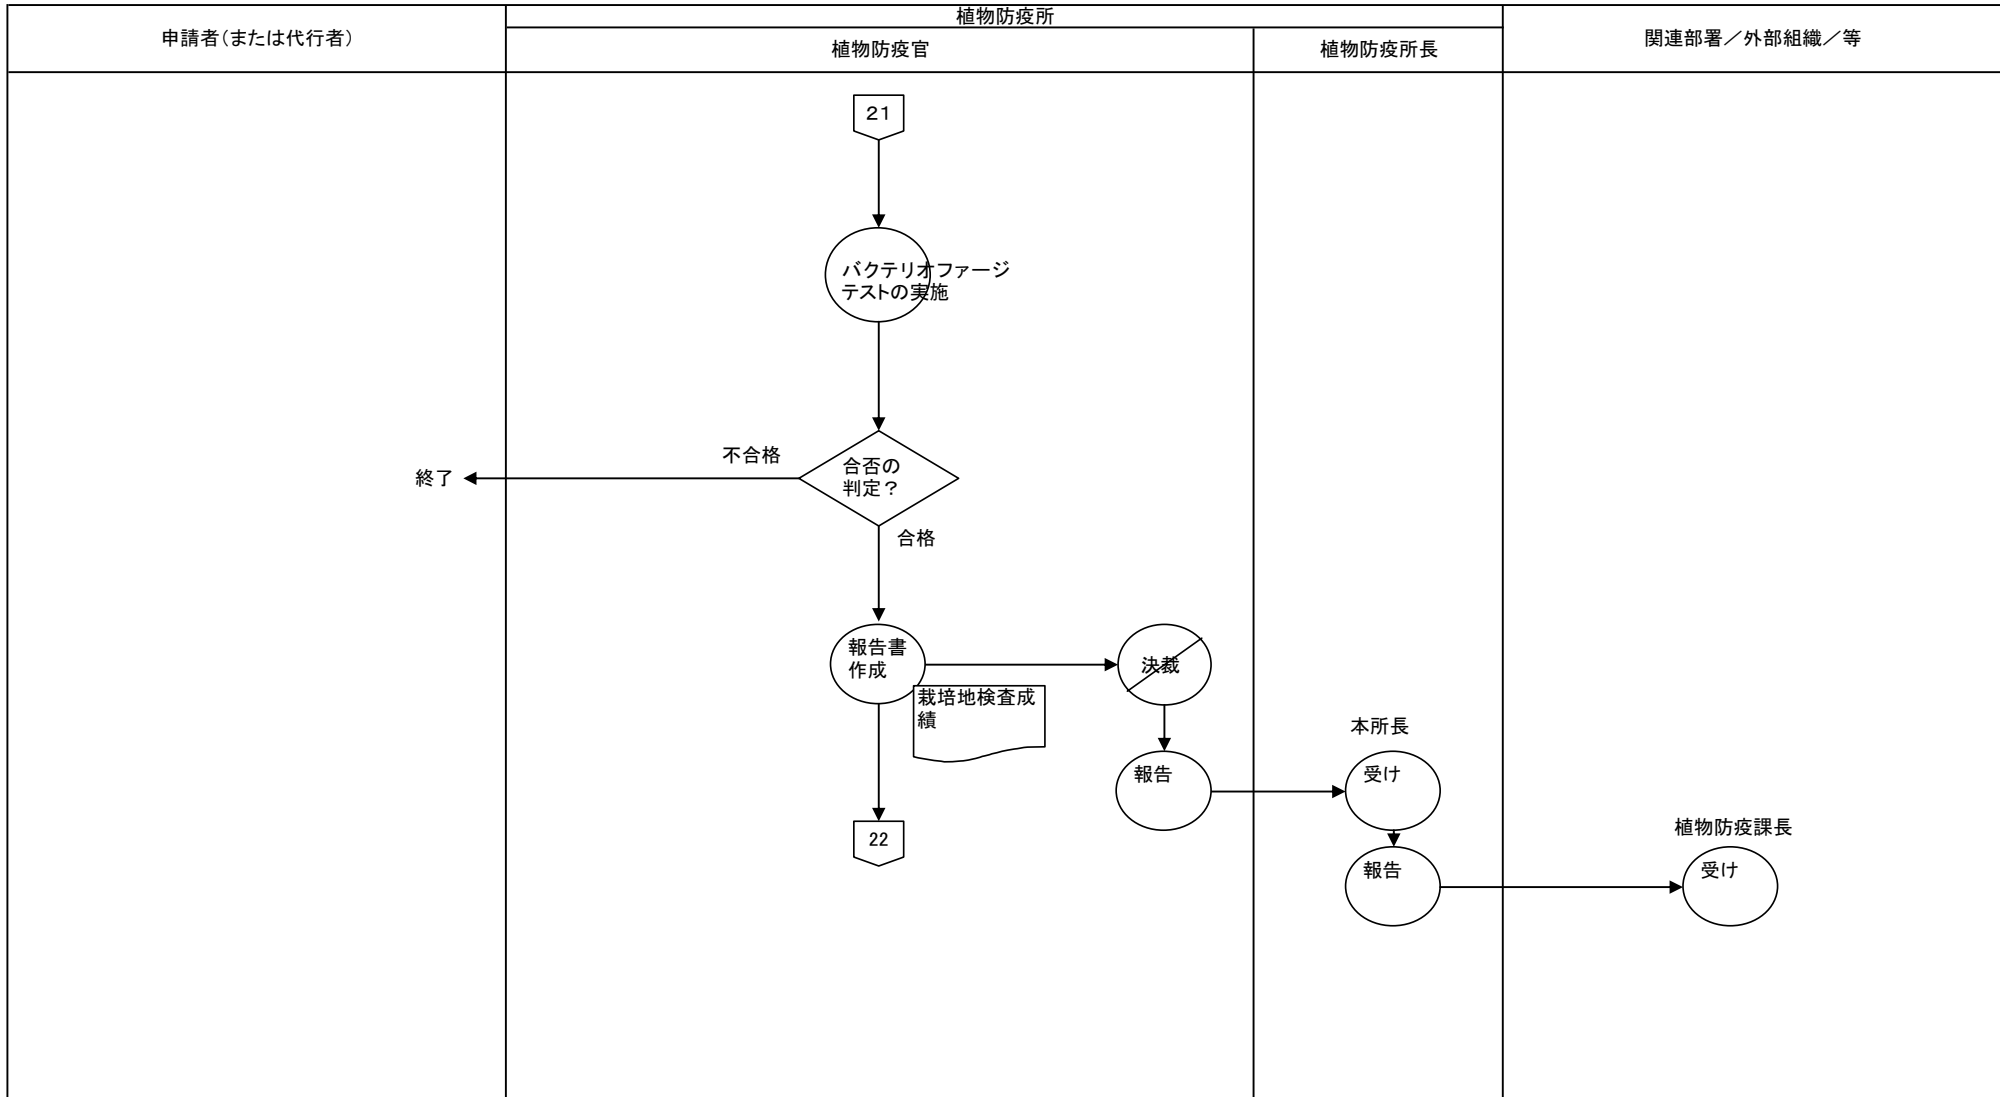 植物防疫所
申請者(または代行者)
植物防疫官
植物防疫所長
関連部署／外部組織／等
21
バクテリオファージ
テストの実施
不合格
合否の
判定？
終了
合格
報告書
作成
決裁
栽培地検査成
績
本所長
報告
受け
22
植物防疫課長
報告
受け